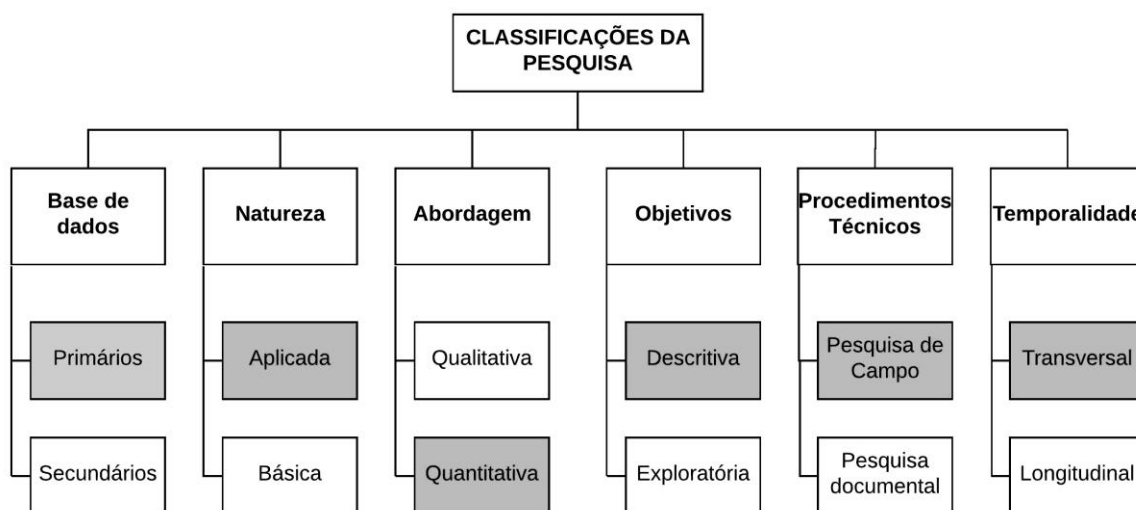 CLASSIFICAÇÕES DA
PESQUISA
Base de
dados
Natureza
Abordagem
Objetivos
Procedimentos
Técnicos
Temporalidade
Primários
Aplicada
Qualitativa
Descritiva
Pesquisa de
Campo
Transversal
Secundários
Básica
Quantitativa
Exploratória
Pesquisa
documental
Longitudinal